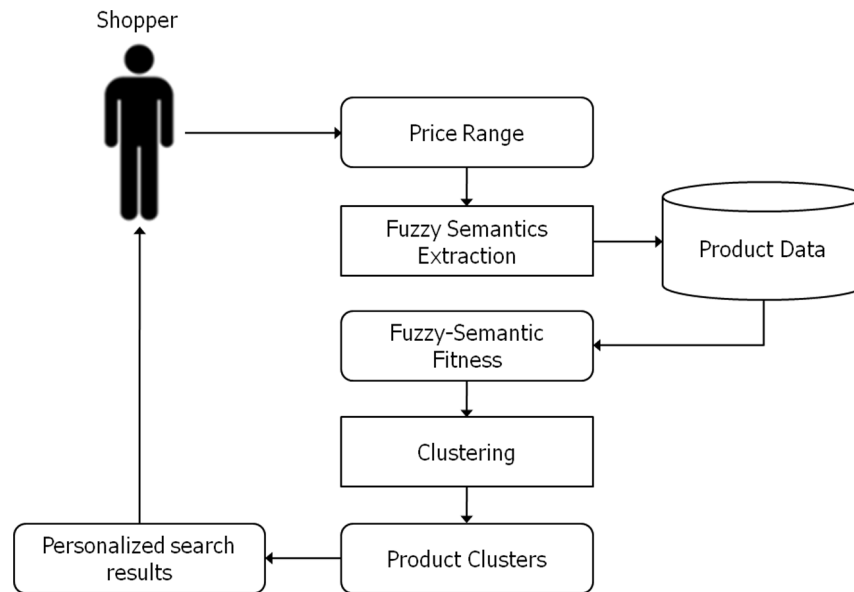 Shopper
Price Range
Fuzzy Semantics
Extraction
Product Data
Fuzzy-Semantic
Fitness
Clustering
Product Clusters
Personalized search
results